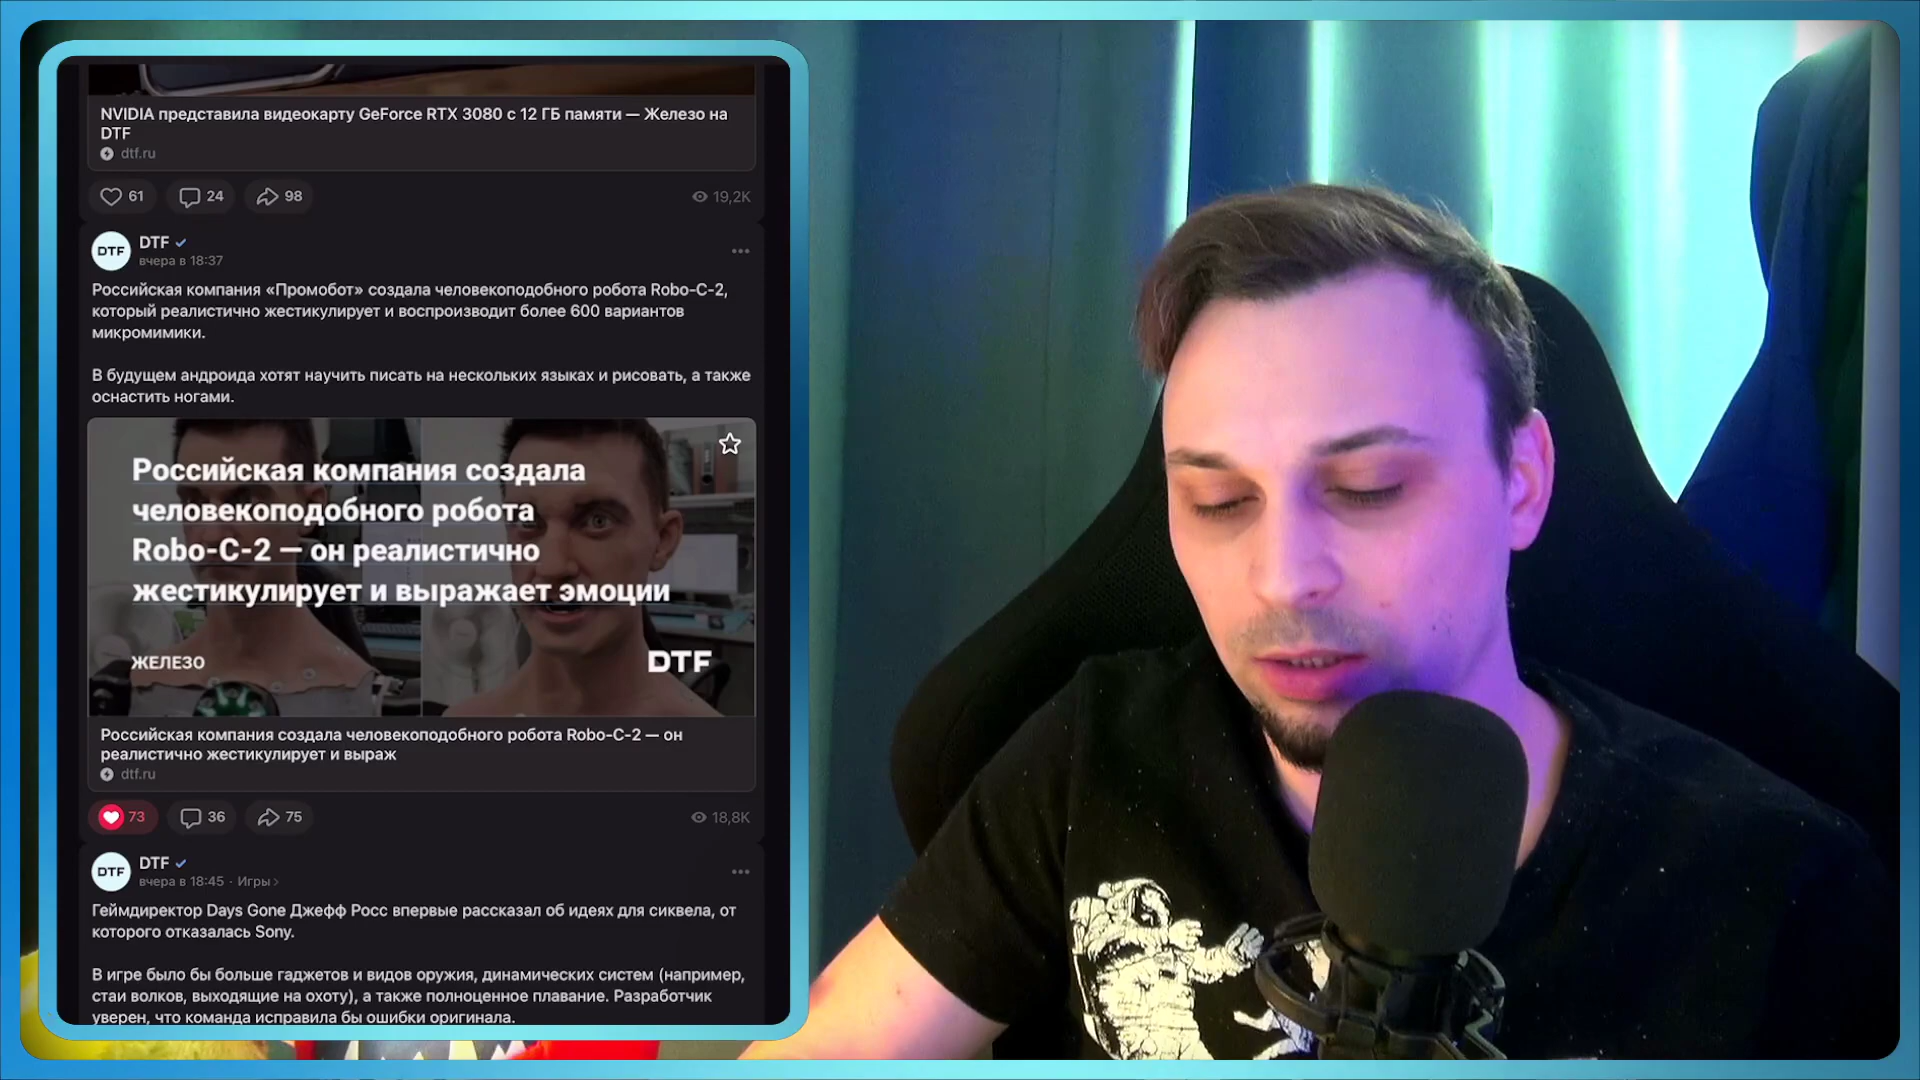 NVIDIA представила видеокарту GeForce RTX 3080 с 12 ГБ памяти — Железо на
DTF
dtf.ru
61
24
98
19,2K
DTF
DTF
вчера в 18:37
Российская компания «Промобот» создала человекоподобного робота Robo-C-2,
который реалистично жестикулирует и воспроизводит более 600 вариантов
микромимики.
В будущем андроида хотят научить писать на нескольких языках и рисовать, а также
оснастить ногами.
Российская компания создала
человекоподобного робота
Robo-C-2 — он реалистично
жестикулирует и выражает эмоции
ЖЕЛЕЗО
DTF
Российская компания создала человекоподобного робота Robo-C-2 — он
реалистично жестикулирует и выраж
dtf.ru
73
36
75
18,8K
DTF
DTF
вчера в 18:45 · Игры ›
Геймдиректор Days Gone Джефф Росс впервые рассказал об идеях для сиквела, от
которого отказалась Sony.
В игре было бы больше гаджетов и видов оружия, динамических систем (например,
стаи волков, выходящие на охоту), а также полноценное плавание. Разработчик
уверен, что команда исправила бы ошибки оригинала.